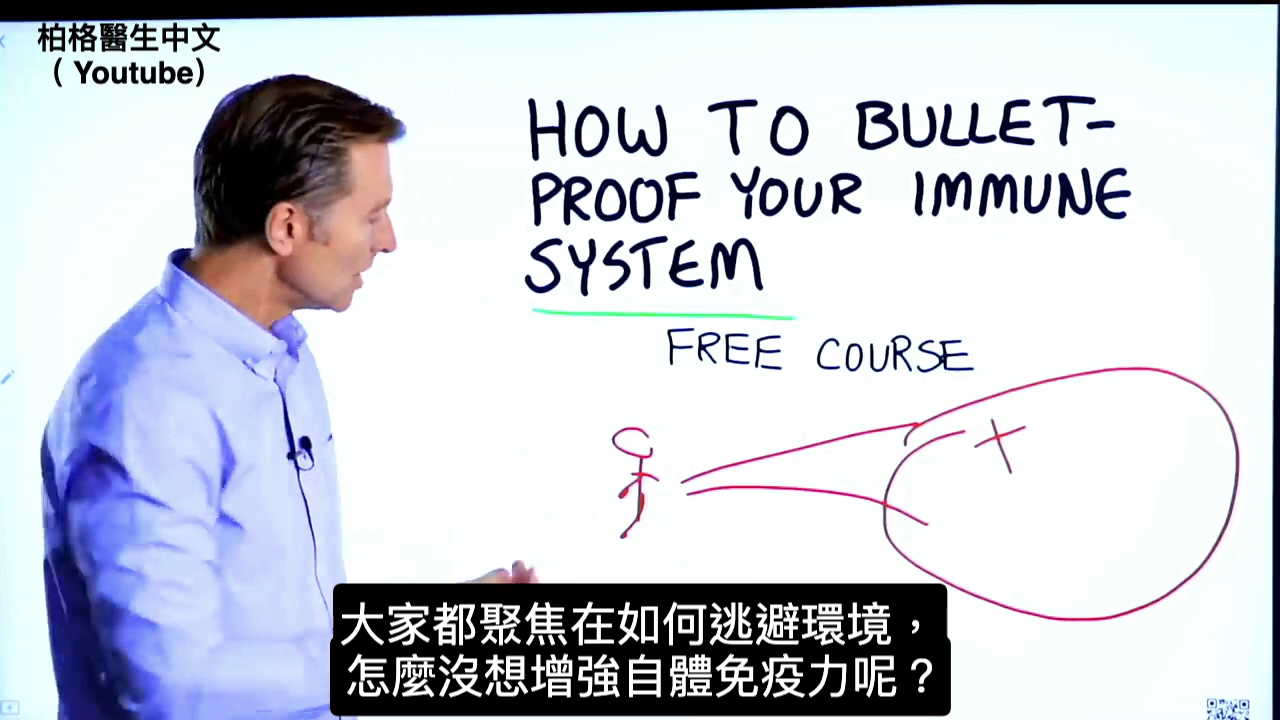 柏格醫生中文
（Youtube）
HOW TO BULLET-
PROOF YOUR IMMUNE
SYSTEM
FREE COURSE
大家都聚焦在如何逃避環境，
怎麼沒想增強自體免疫力呢？